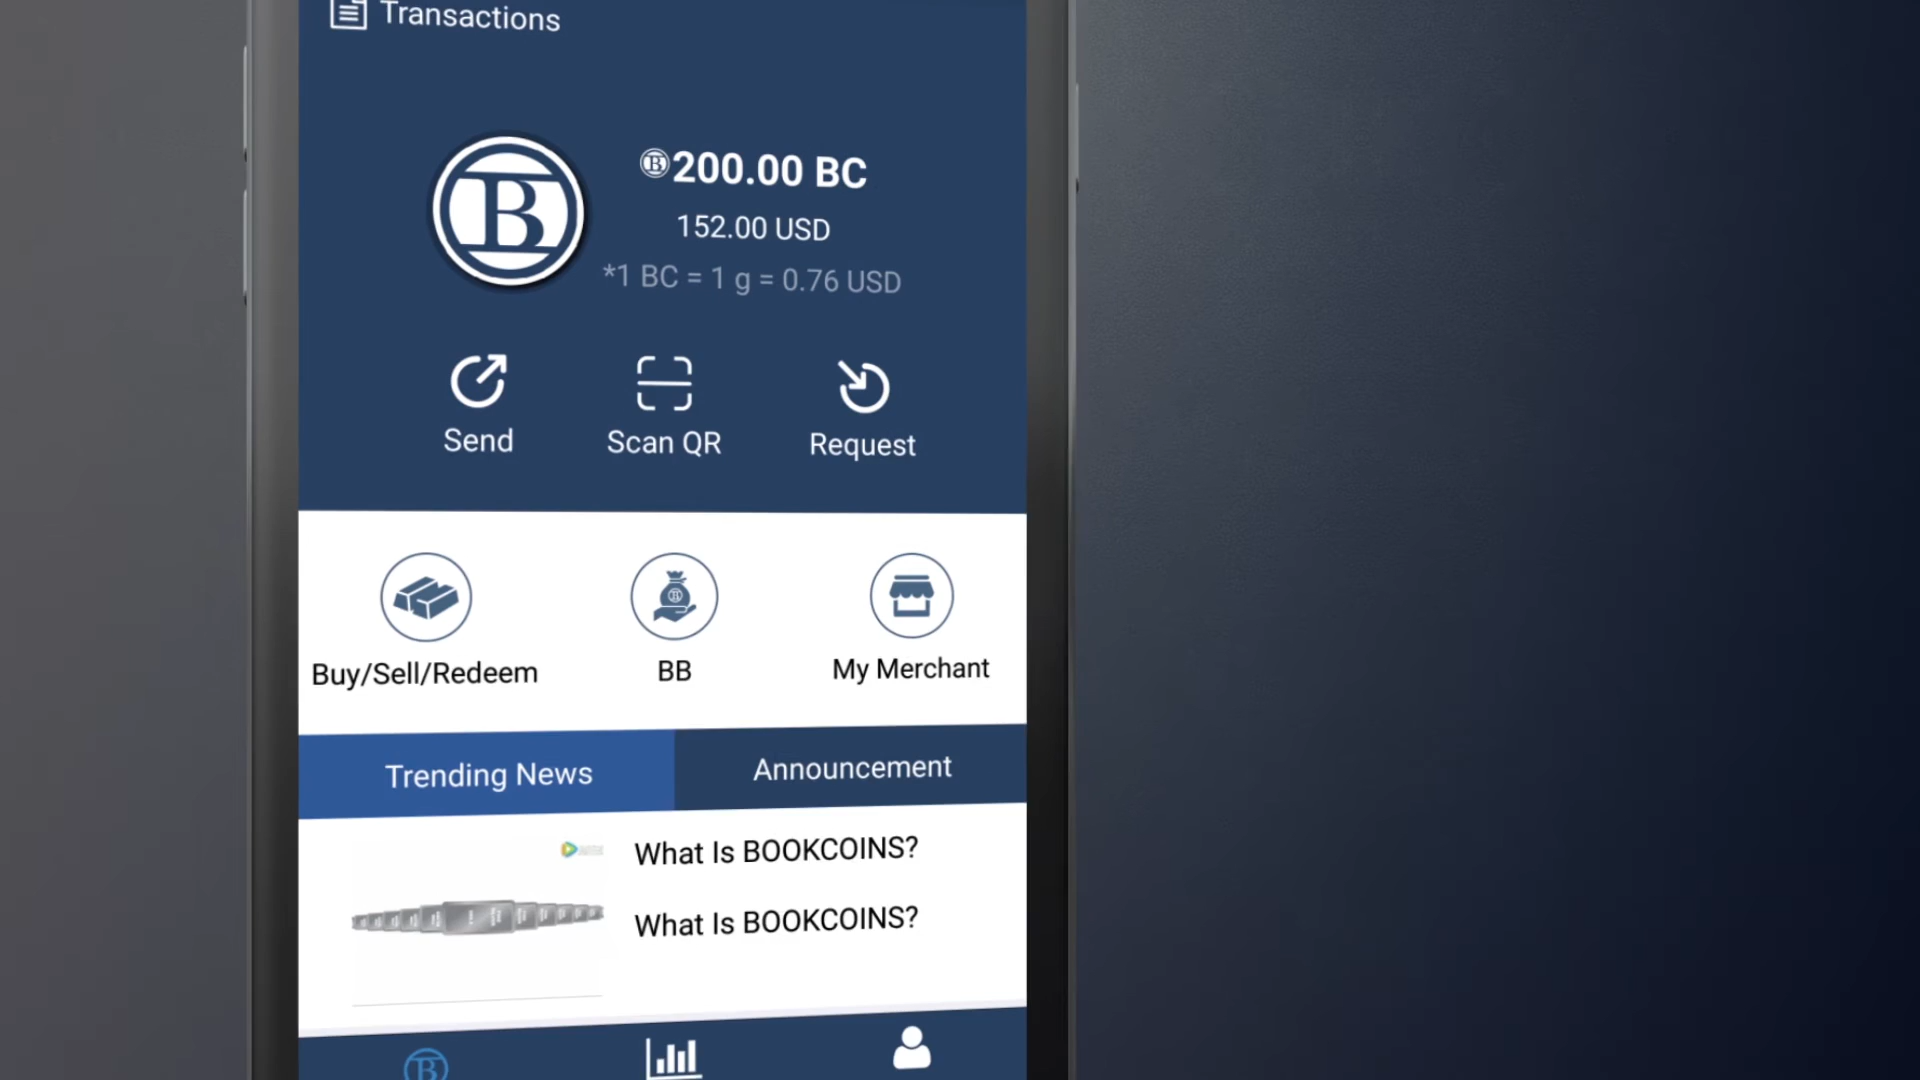 Transactions
B
B 200.00 BC
152.00 USD
*1 BC = 1 g = 0.76 USD
Send
Scan QR
Request
Buy/Sell/Redeem
BB
My Merchant
Trending News
Announcement
What Is BOOKCOINS?
What Is BOOKCOINS?
B